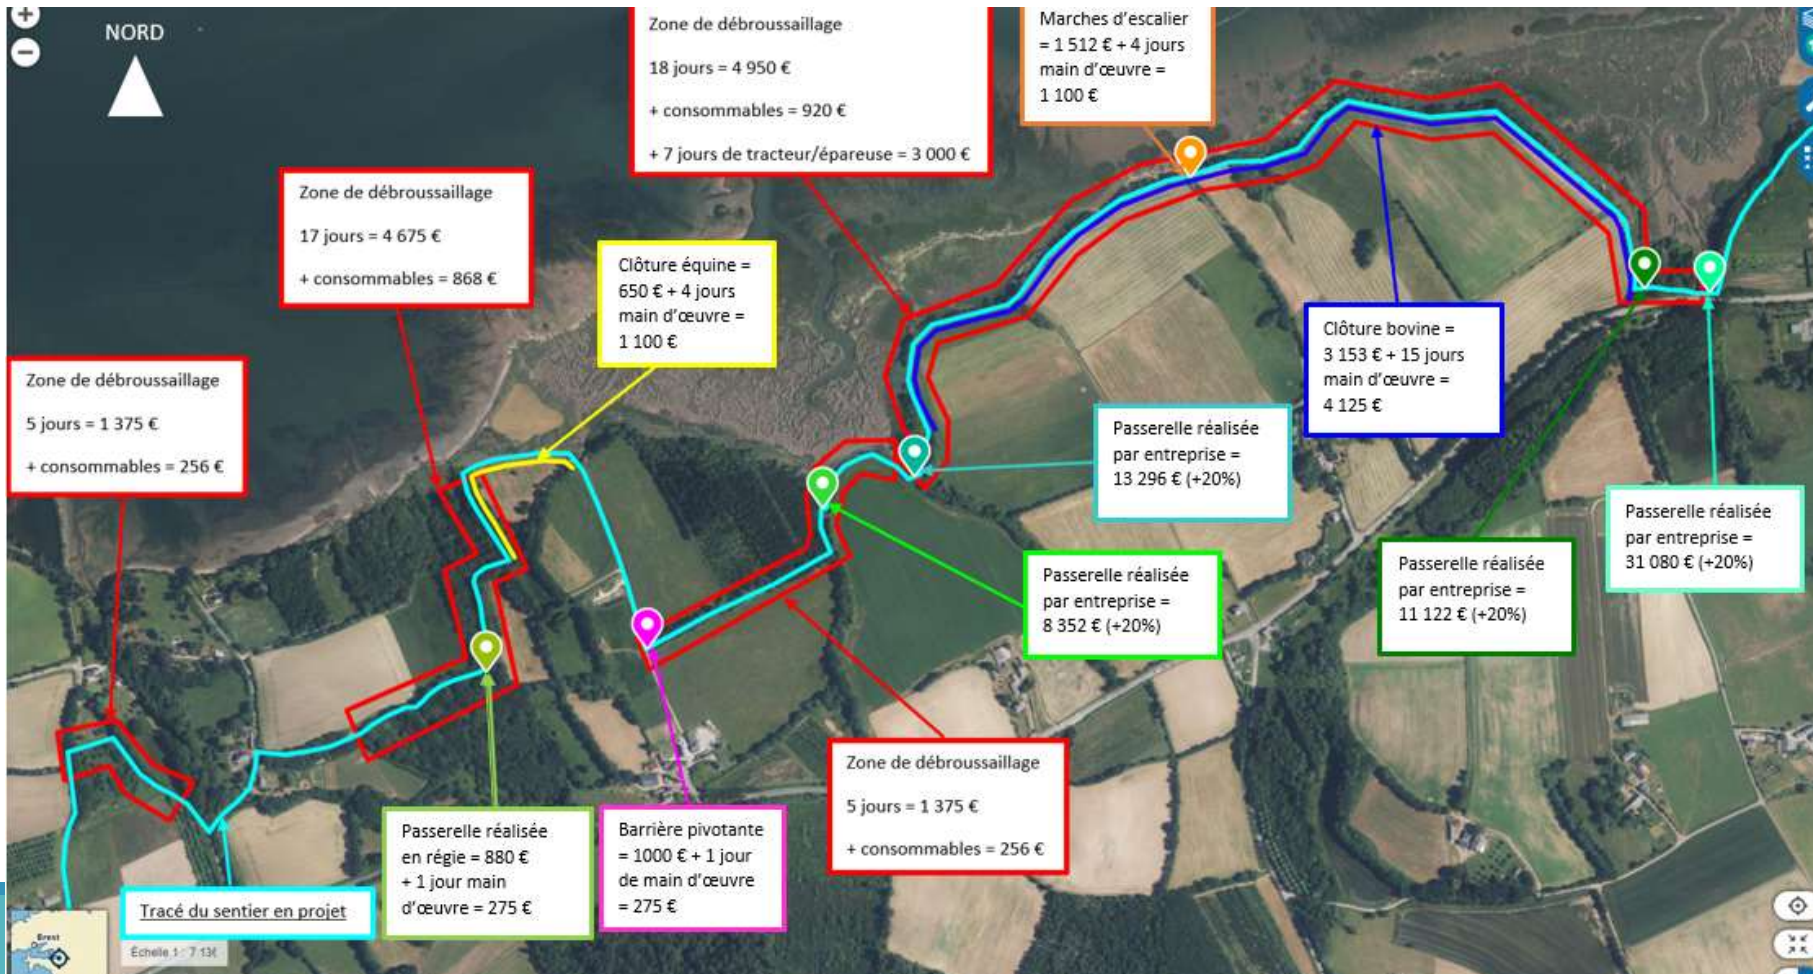 NORD
Zone de débroussaillage
18 jours = 4 950 €
+ consommables = 920 €
+ 7 jours de tracteur/épareuse = 3 000 €
Marches d'escalier
= 1 512 € + 4 jours
main d'œuvre =
1 100 €
Zone de débroussaillage
17 jours = 4 675 €
+ consommables = 868 €
Clôture équine =
650 € + 4 jours
main d'œuvre =
1 100 €
Clôture bovine =
3 153 € + 15 jours
main d'œuvre =
4 125 €
Zone de débroussaillage
5 jours = 1 375 €
+ consommables = 256 €
Passerelle réalisée
par entreprise =
13 296 € (+20%)
Passerelle réalisée
par entreprise =
31 080 € (+20%)
Passerelle réalisée
par entreprise =
11 122 € (+20%)
Passerelle réalisée
par entreprise =
8 352 € (+20%)
Zone de débroussaillage
5 jours = 1 375 €
+ consommables = 256 €
Passerelle réalisée
en régie = 880 €
+ 1 jour main
d'œuvre = 275 €
Barrière pivotante
= 1000 € + 1 jour
de main d'œuvre
= 275 €
Tracé du sentier en projet
Brest
Échelle 1 :